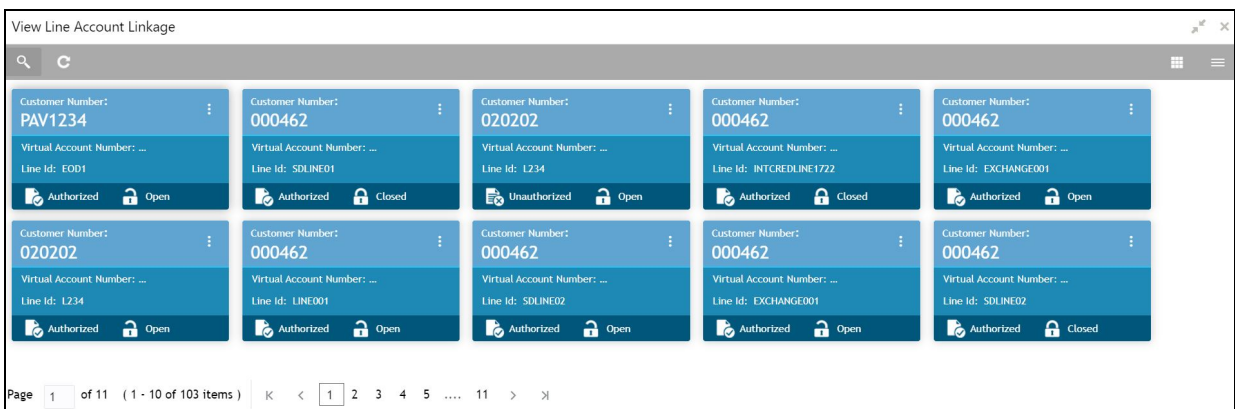 View Line Account Linkage
Customer Number:
PAV1234
Virtual Account Number: ...
Line Id: EOD1
Authorized Open
Customer Number:
000462
Virtual Account Number: ...
Line Id: SDLINE01
Authorized Closed
Customer Number:
020202
Virtual Account Number: ...
Line Id: L234
Unauthorized Open
Customer Number:
000462
Virtual Account Number: ...
Line Id: INTCREDLINE1722
Authorized Closed
Customer Number:
000462
Virtual Account Number: ...
Line Id: EXCHANGE001
Authorized Open
Customer Number:
020202
Virtual Account Number: ...
Line Id: L234
Authorized Open
Customer Number:
000462
Virtual Account Number: ...
Line Id: LINE001
Authorized Open
Customer Number:
000462
Virtual Account Number: ...
Line Id: SDLINE02
Authorized Open
Customer Number:
000462
Virtual Account Number: ...
Line Id: EXCHANGE001
Authorized Open
Customer Number:
000462
Virtual Account Number: ...
Line Id: SDLINE02
Authorized Closed
Page 1 of 11 ( 1 - 10 of 103 items ) 1 2 3 4 5 .... 11